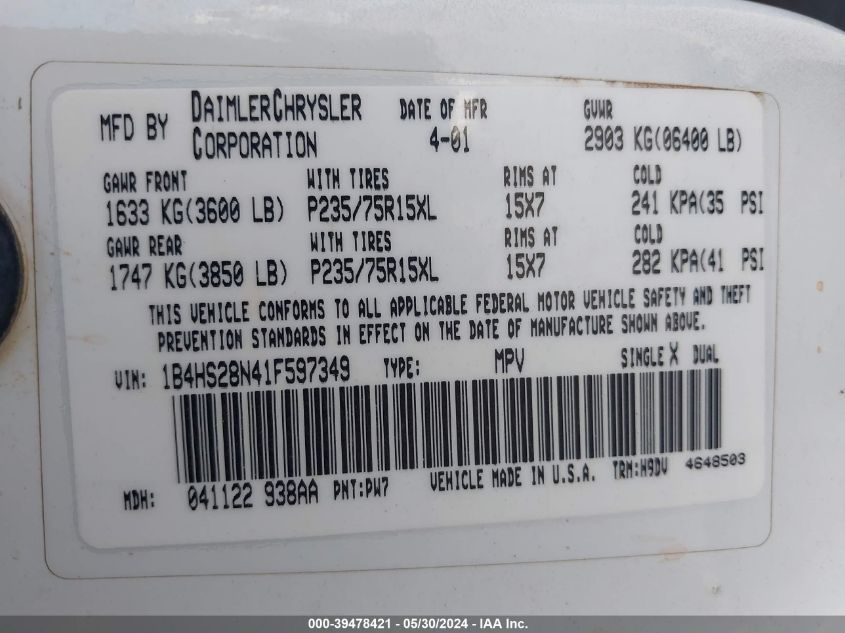 MFD BY DAIMLERCHRYSLER CORPORATION DATE OF MFR 4-01 GVWR 2903 KG(06400 LB)
GAWR FRONT WITH TIRES RIMS AT COLD
1633 KG(3600 LB) P235/75R15XL 15X7 241 KPA(35 PSI
GAWR REAR WITH TIRES RIMS AT COLD
1747 KG(3850 LB) P235/75R15XL 15X7 282 KPA(41 PSI
THIS VEHICLE CONFORMS TO ALL APPLICABLE FEDERAL MOTOR VEHICLE SAFETY AND THEFT
PREVENTION STANDARDS IN EFFECT ON THE DATE OF MANUFACTURE SHOWN ABOVE.
VIN: 1B4HS28N41F597349 TYPE: MPV SINGLE X DUAL
MDH: 041122 938AA PNT:PW7 VEHICLE MADE IN U.S.A. TRM:H9DV 4648503
000-39478421 - 05/30/2024 - IAA Inc.